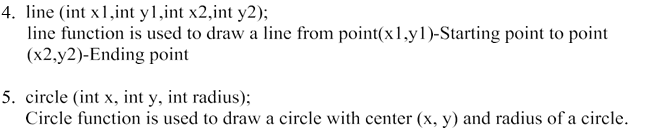 4. line (int x1,int y1,int x2,int y2);
line function is used to draw a line from point(x1,y1)-Starting point to point
(x2,y2)-Ending point
5. circle (int x, int y, int radius);
Circle function is used to draw a circle with center (x, y) and radius of a circle.